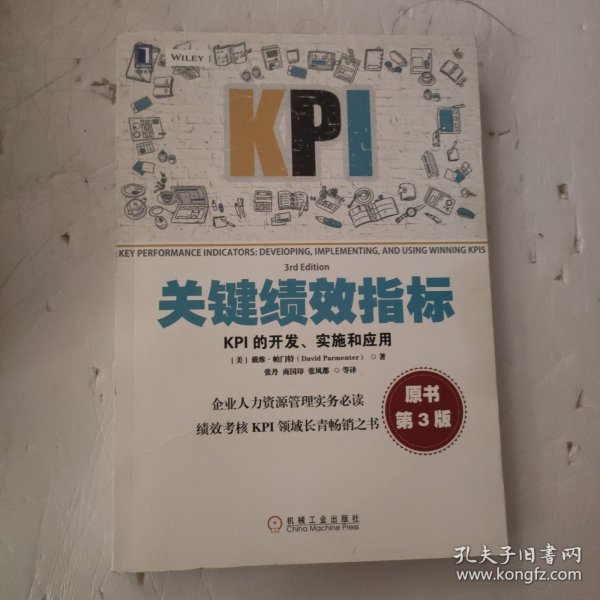 WILEY
KPI
KEY PERFORMANCE INDICATORS: DEVELOPING, IMPLEMENTING, AND USING WINNING KPIS
3rd Edition
关键绩效指标
KPI 的开发、实施和应用
[美] 戴维·帕门特 (David Parmenter) ◎ 著
张丹 商国印 张凤都 ◎ 等译
原书
第3版
企业人力资源管理实务必读
绩效考核 KPI 领域长青畅销之书
机械工业出版社
China Machine Press
孔夫子旧书网
www.kongfz.com